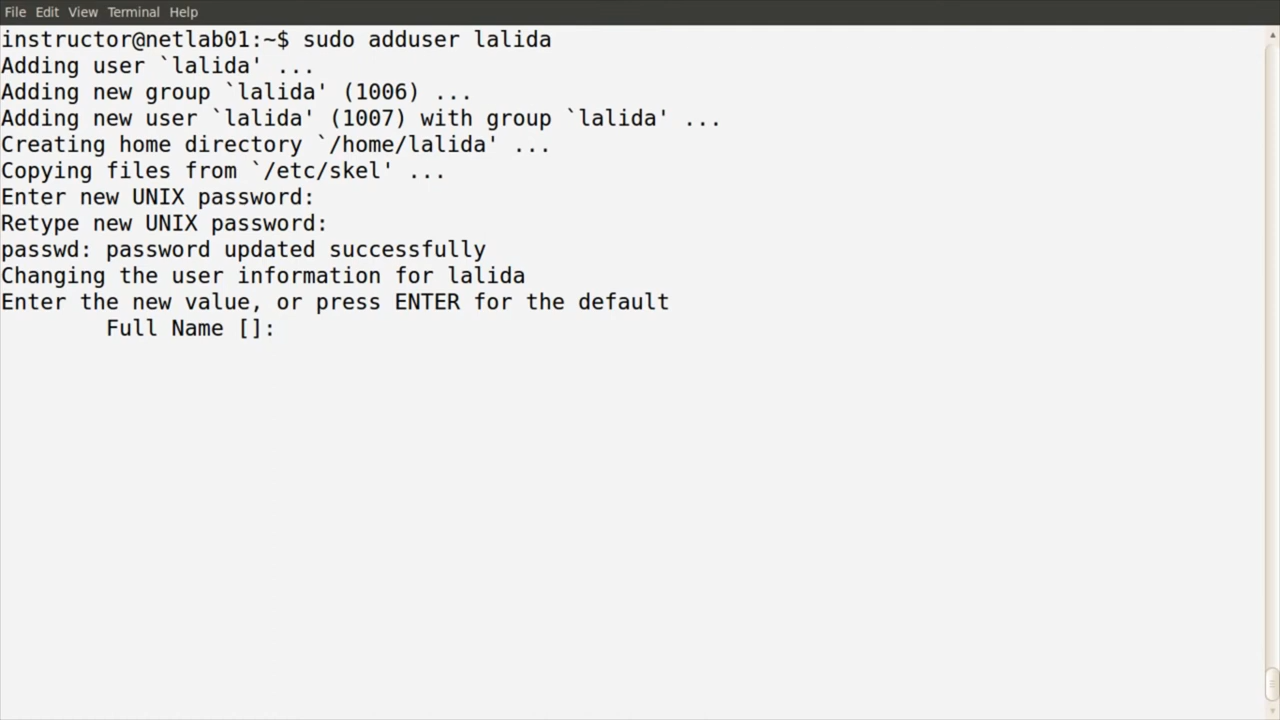 File Edit View Terminal Help
instructor@netlab01:~$ sudo adduser lalida
Adding user `lalida' ...
Adding new group `lalida' (1006) ...
Adding new user `lalida' (1007) with group `lalida' ...
Creating home directory `/home/lalida' ...
Copying files from `/etc/skel' ...
Enter new UNIX password:
Retype new UNIX password:
passwd: password updated successfully
Changing the user information for lalida
Enter the new value, or press ENTER for the default
        Full Name []: